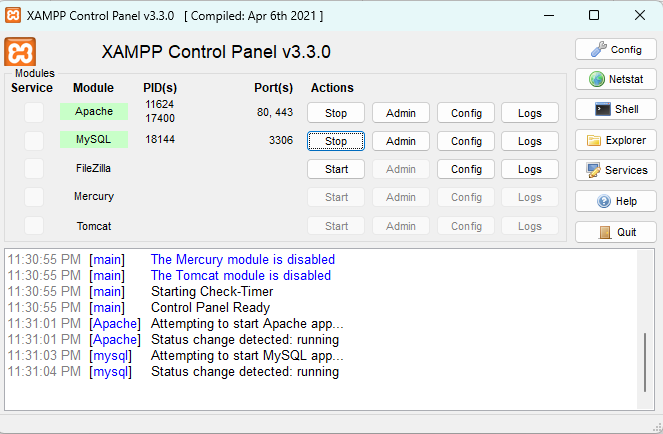 XAMPP Control Panel v3.3.0 [ Compiled: Apr 6th 2021 ]
XAMPP Control Panel v3.3.0
Config
Netstat
Shell
Explorer
Services
Help
Quit
Modules
Service Module PID(s) Port(s) Actions
Apache 11624 17400 80, 443 Stop Admin Config Logs
MySQL 18144 3306 Stop Admin Config Logs
FileZilla Start Admin Config Logs
Mercury Start Admin Config Logs
Tomcat Start Admin Config Logs
11:30:55 PM [main] The Mercury module is disabled
11:30:55 PM [main] The Tomcat module is disabled
11:30:55 PM [main] Starting Check-Timer
11:30:55 PM [main] Control Panel Ready
11:31:01 PM [Apache] Attempting to start Apache app...
11:31:01 PM [Apache] Status change detected: running
11:31:03 PM [mysql] Attempting to start MySQL app...
11:31:04 PM [mysql] Status change detected: running